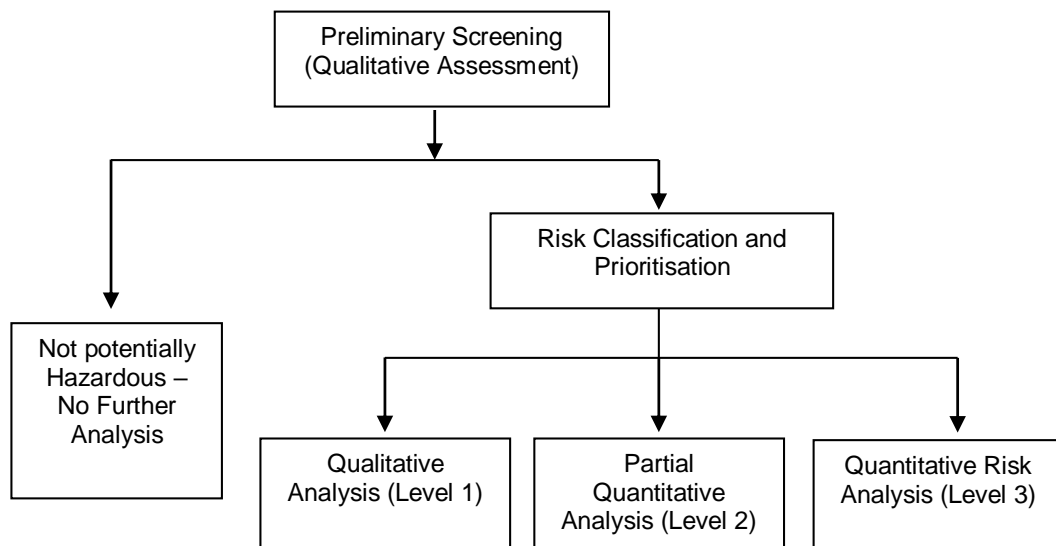 Preliminary Screening
(Qualitative Assessment)
Risk Classification and
Prioritisation
Not potentially
Hazardous –
No Further
Analysis
Qualitative
Analysis (Level 1)
Partial
Quantitative
Analysis (Level 2)
Quantitative Risk
Analysis (Level 3)